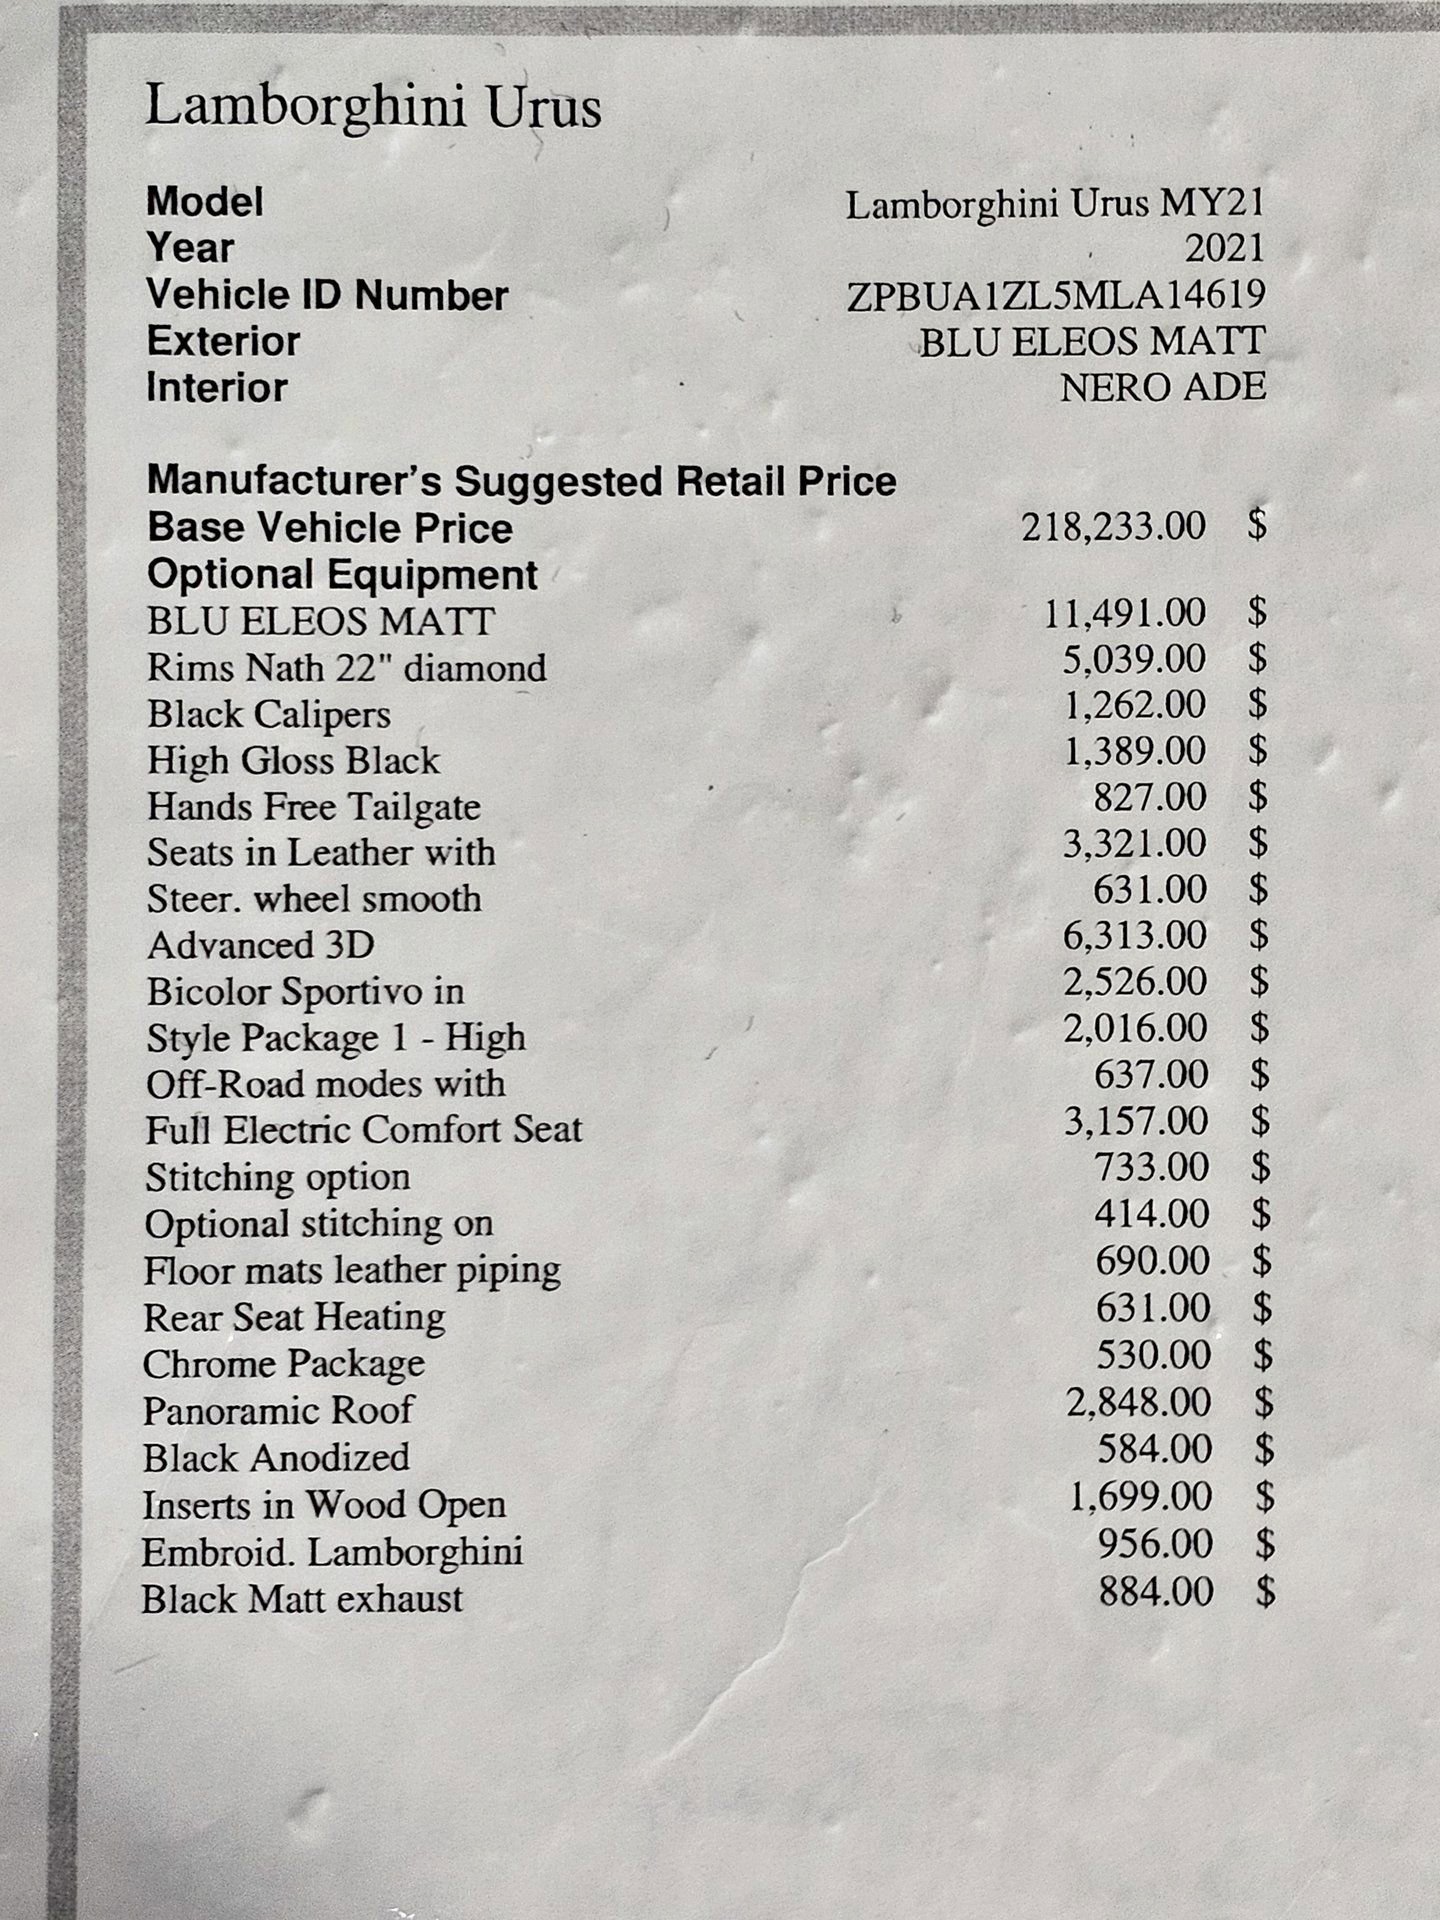 Lamborghini Urus
Model Lamborghini Urus MY21
Year 2021
Vehicle ID Number ZPBUA1ZL5MLA14619
Exterior BLU ELEOS MATT
Interior NERO ADE
Manufacturer's Suggested Retail Price
Base Vehicle Price 218,233.00 $
Optional Equipment
BLU ELEOS MATT 11,491.00 $
Rims Nath 22" diamond 5,039.00 $
Black Calipers 1,262.00 $
High Gloss Black 1,389.00 $
Hands Free Tailgate 827.00 $
Seats in Leather with 3,321.00 $
Steer. wheel smooth 631.00 $
Advanced 3D 6,313.00 $
Bicolor Sportivo in 2,526.00 $
Style Package 1 - High 2,016.00 $
Off-Road modes with 637.00 $
Full Electric Comfort Seat 3,157.00 $
Stitching option 733.00 $
Optional stitching on 414.00 $
Floor mats leather piping 690.00 $
Rear Seat Heating 631.00 $
Chrome Package 530.00 $
Panoramic Roof 2,848.00 $
Black Anodized 584.00 $
Inserts in Wood Open 1,699.00 $
Embroid. Lamborghini 956.00 $
Black Matt exhaust 884.00 $